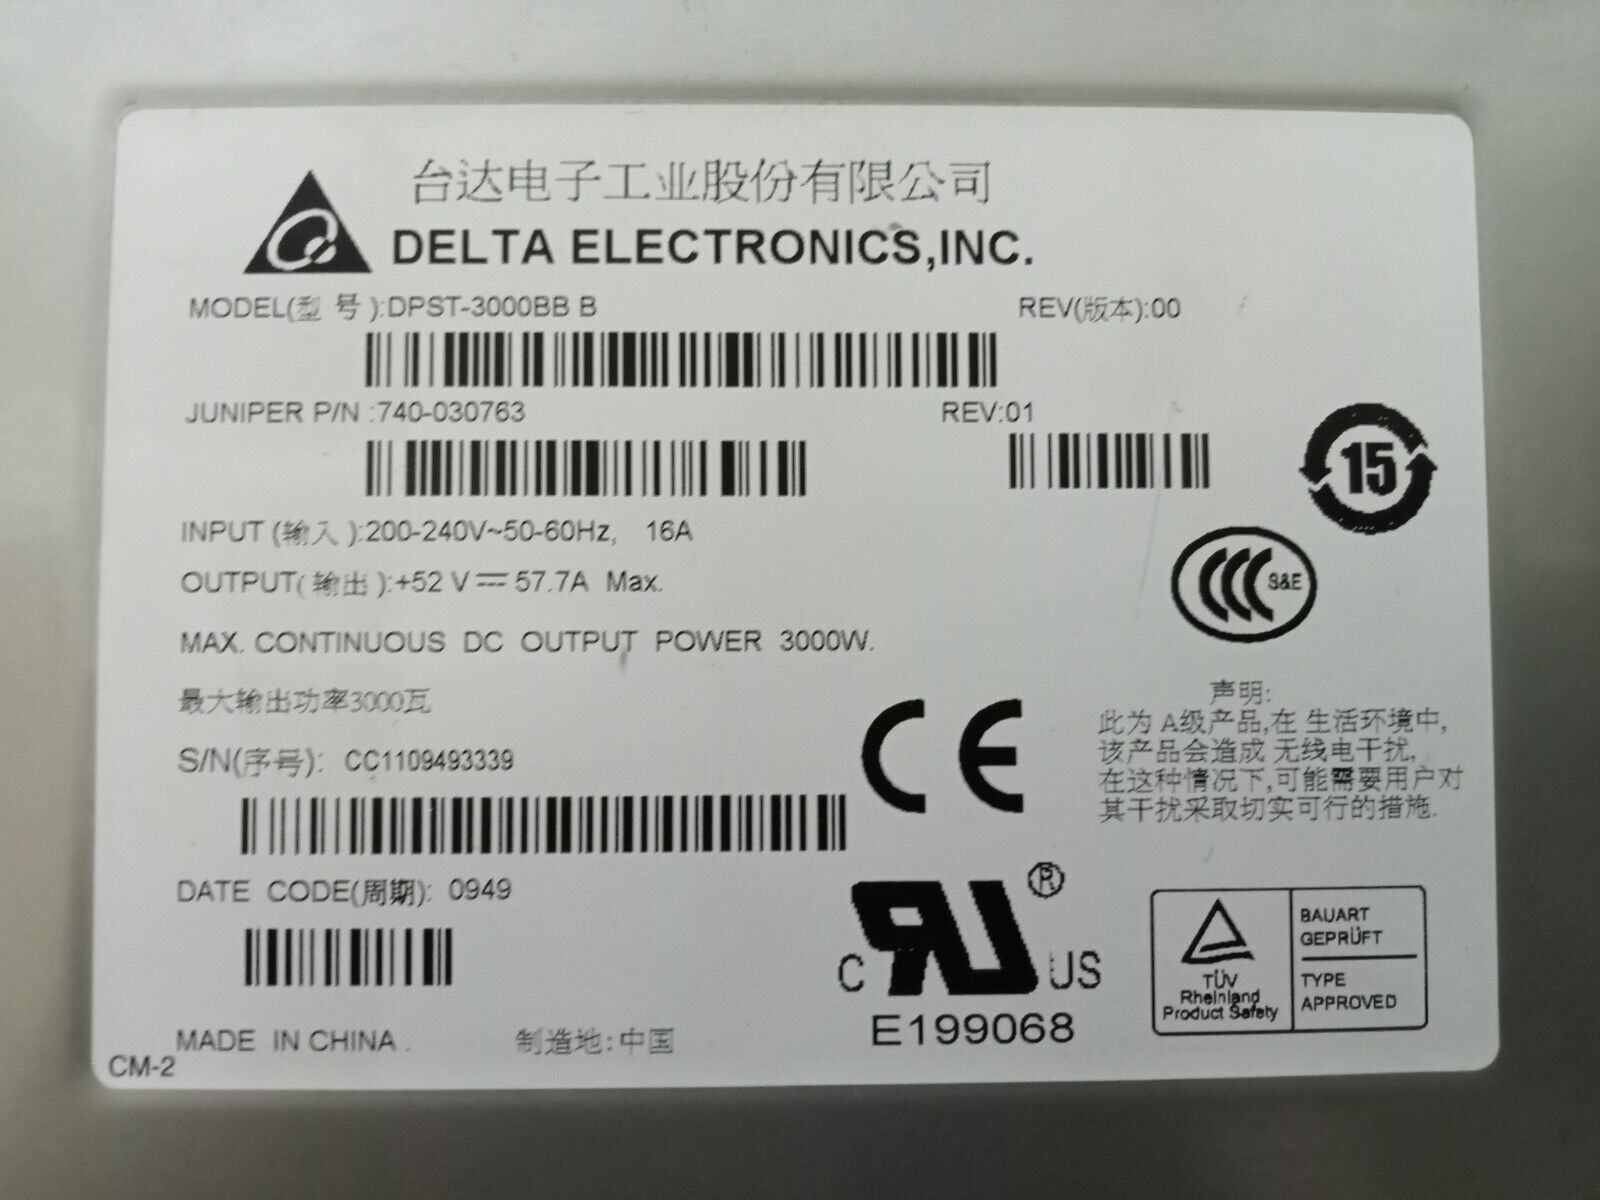 台达电子工业股份有限公司
DELTA ELECTRONICS,INC.
MODEL(型 号 ):DPST-3000BB B
REV(版本):00
JUNIPER P/N :740-030763
REV:01
15
INPUT (输入 ):200-240V~50-60Hz, 16A
S&E
OUTPUT( 输出 ):+52 V⎓57.7A Max.
MAX. CONTINUOUS DC OUTPUT POWER 3000W.
最大输出功率3000瓦
声明:
此为 A级产品,在 生活环境中,
该产品会造成 无线电干扰,
在这种情况下,可能需要用户对
其干扰采取切实可行的措施.
S/N(序号): CC1109493339
CE
DATE CODE(周期): 0949
C RU ® US
E199068
TÜV
Rheinland
Product Safety
BAUART
GEPRÜFT
TYPE
APPROVED
MADE IN CHINA . 制造地:中国
CM-2